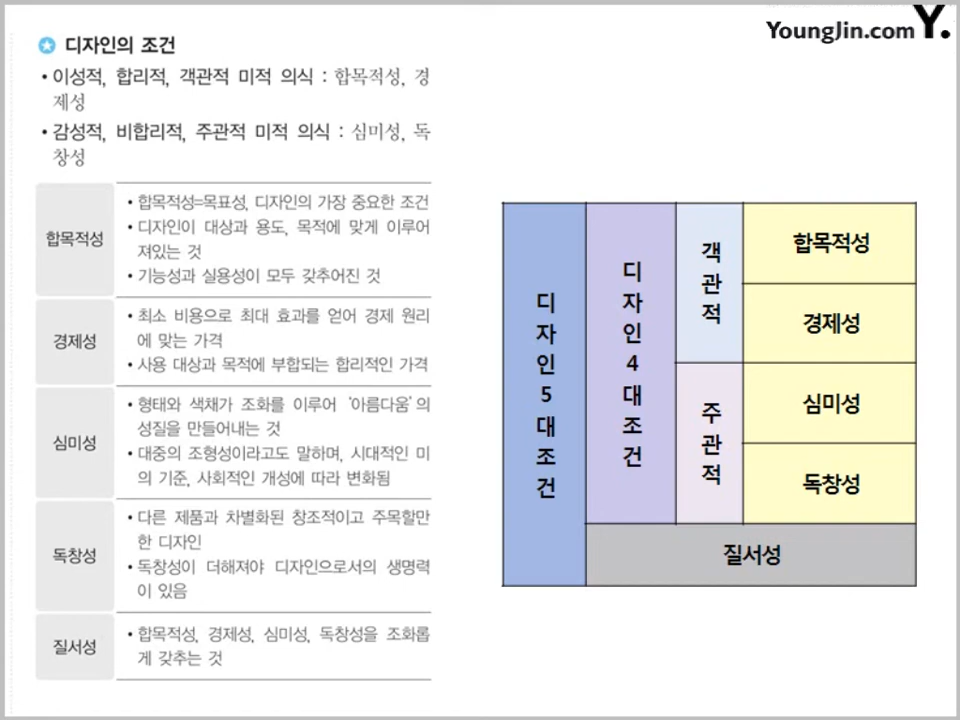 YoungJin.com Y.
디자인의 조건
• 이성적, 합리적, 객관적 미적 의식 : 합목적성, 경
제성
• 감성적, 비합리적, 주관적 미적 의식 : 심미성, 독
창성
합목적성
• 합목적성=목표성, 디자인의 가장 중요한 조건
• 디자인이 대상과 용도, 목적에 맞게 이루어
져있는 것
• 기능성과 실용성이 모두 갖추어진 것
경제성
• 최소 비용으로 최대 효과를 얻어 경제 원리
에 맞는 가격
• 사용 대상과 목적에 부합되는 합리적인 가격
심미성
• 형태와 색채가 조화를 이루어 '아름다움'의
성질을 만들어내는 것
• 대중의 조형성이라고도 말하며, 시대적인 미
의 기준, 사회적인 개성에 따라 변화됨
독창성
• 다른 제품과 차별화된 창조적이고 주목할만
한 디자인
• 독창성이 더해져야 디자인으로서의 생명력
이 있음
질서성
• 합목적성, 경제성, 심미성, 독창성을 조화롭
게 갖추는 것
디자인5대조건
디자인4대조건
객관적
합목적성
경제성
주관적
심미성
독창성
질서성